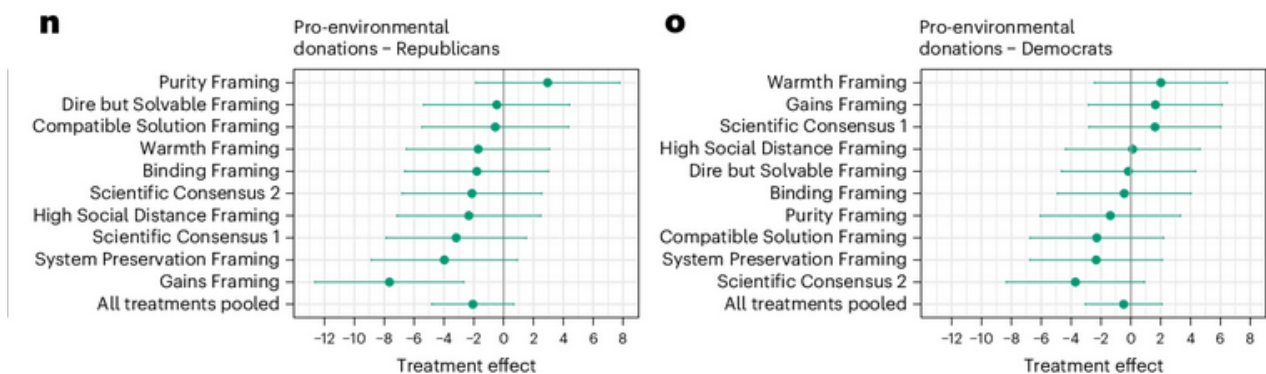 n
Pro-environmental
donations – Republicans
Purity Framing
Dire but Solvable Framing
Compatible Solution Framing
Warmth Framing
Binding Framing
Scientific Consensus 2
High Social Distance Framing
Scientific Consensus 1
System Preservation Framing
Gains Framing
All treatments pooled
–12 –10 –8 –6 –4 –2 0 2 4 6 8
Treatment effect
o
Pro-environmental
donations – Democrats
Warmth Framing
Gains Framing
Scientific Consensus 1
High Social Distance Framing
Dire but Solvable Framing
Binding Framing
Purity Framing
Compatible Solution Framing
System Preservation Framing
Scientific Consensus 2
All treatments pooled
–12 –10 –8 –6 –4 –2 0 2 4 6 8
Treatment effect